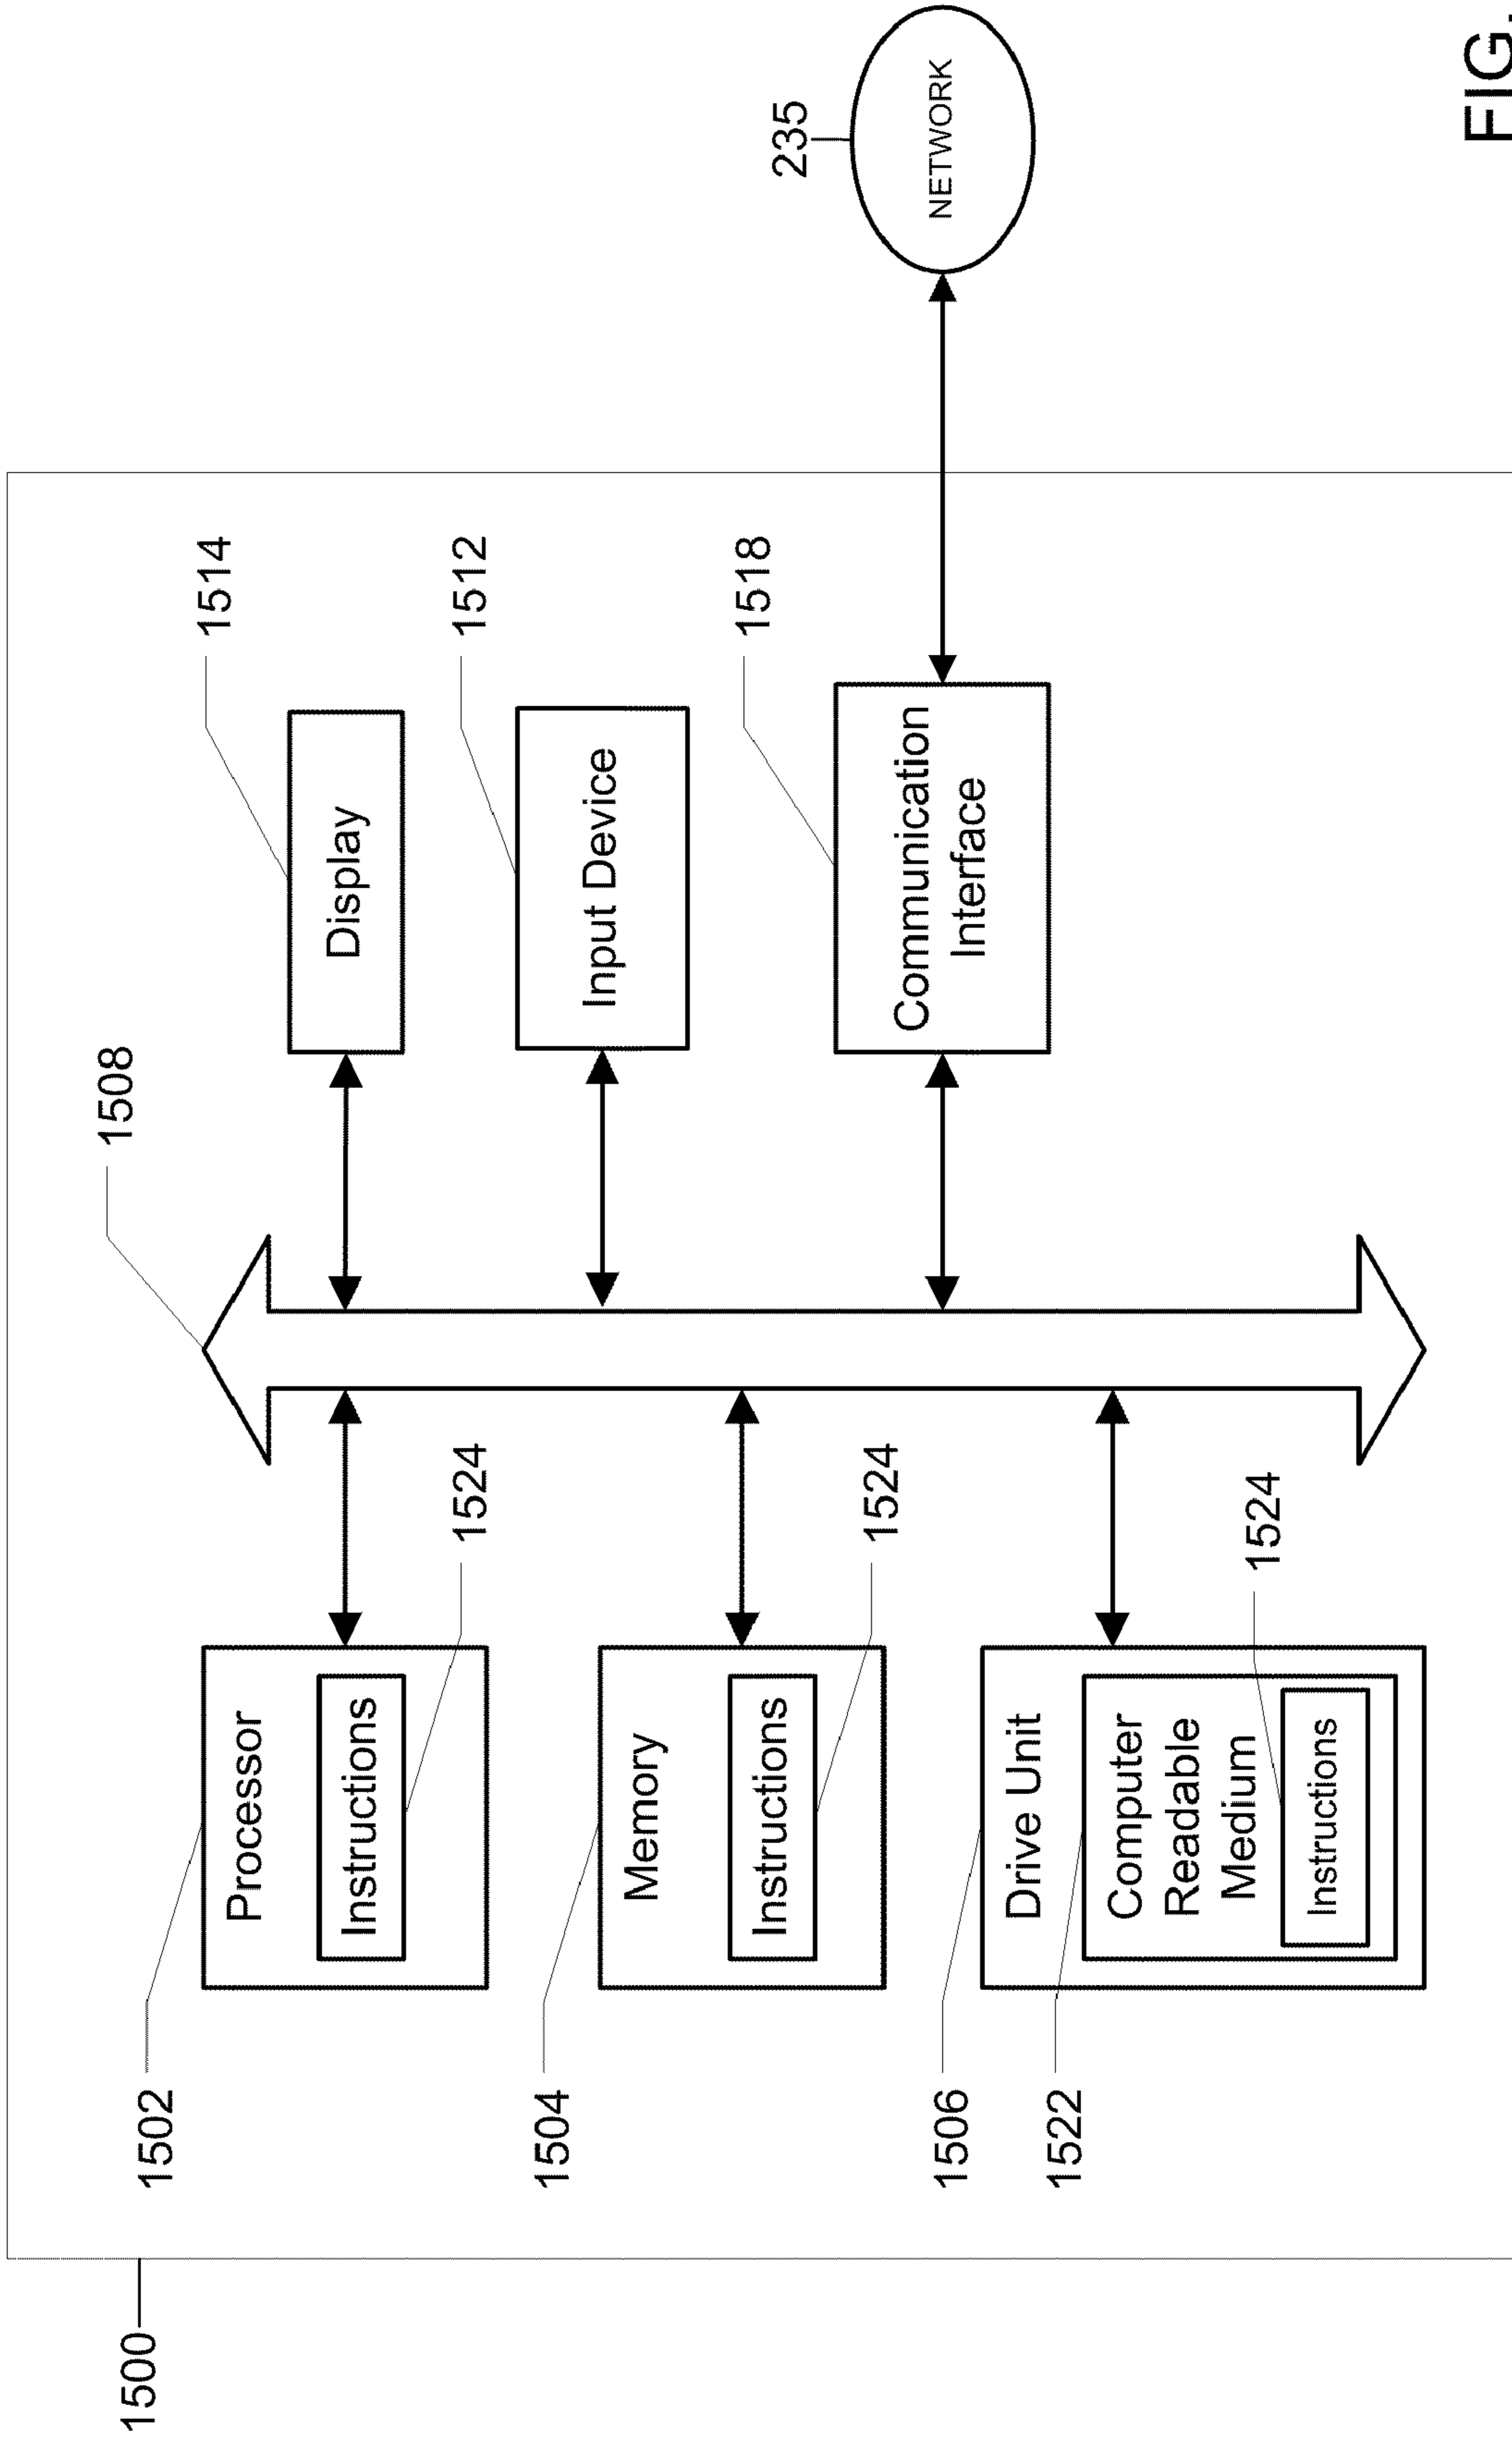 1500
1502
Processor
Instructions
1524
1504
Memory
Instructions
1524
1506
Drive Unit
1522
Computer
Readable
Medium
Instructions
1524
1508
1514
Display
1512
Input Device
1518
Communication
Interface
235
NETWORK
FIG.